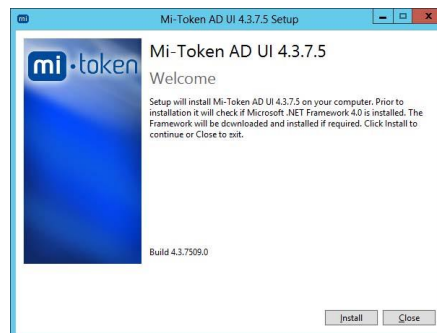 mi
Mi-Token AD UI 4.3.7.5 Setup
x
mi·token
Mi-Token AD UI 4.3.7.5
Welcome
Setup will install Mi-Token AD UI 4.3.7.5 on your computer. Prior to
installation it will check if Microsoft .NET Framework 4.0 is installed. The
Framework will be downloaded and installed if required. Click Install to
continue or Close to exit.
Build 4.3.7509.0
Install
Close